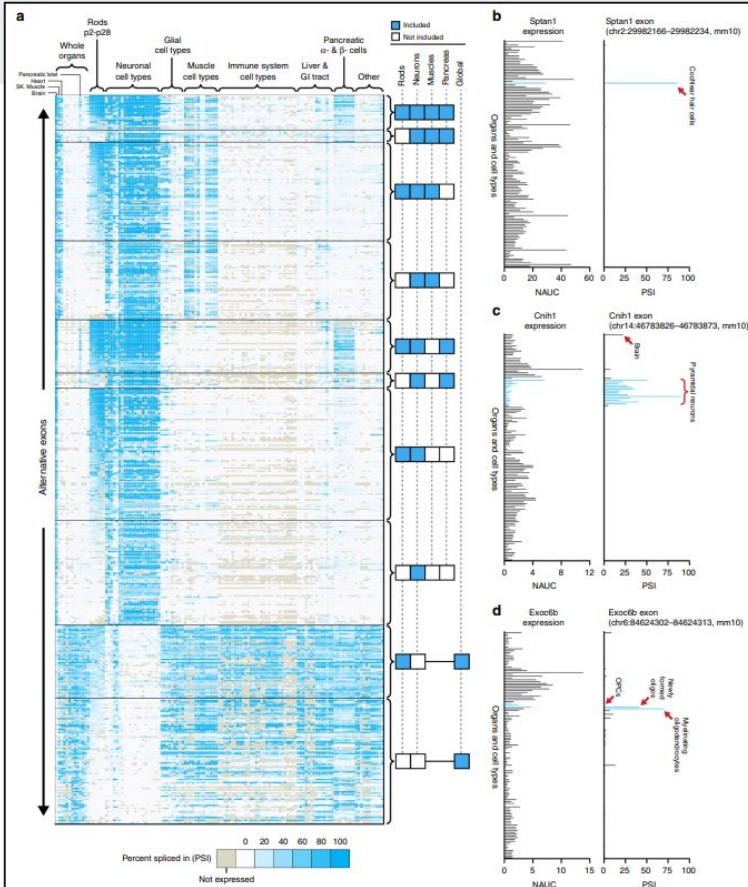 a
Whole organs
Pancreatic islet
Heart
SK. Muscle
Brain
Rods p2-p28
Neuronal cell types
Glial cell types
Muscle cell types
Immune system cell types
Liver & GI tract
Pancreatic α- & β- cells
Other
Included
Not included
Rods
Neurons
Muscles
Pancreas
Global
Alternative exons
Percent spliced in (PSI)
0 20 40 60 80 100
Not expressed
b
Sptan1 expression
Sptan1 exon
(chr2:29982166–29982234, mm10)
Organs and cell types
Cochlear hair cells
0 20 40 60
NAUC
0 25 50 75 100
PSI
c
Cnih1 expression
Cnih1 exon
(chr14:46783826–46783873, mm10)
Organs and cell types
Brain
Pyramidal neurons
0 4 8 12
NAUC
0 25 50 75 100
PSI
d
Exoc6b expression
Exoc6b exon
(chr6:84624302–84624313, mm10)
Organs and cell types
OPCs
Newly formed oligos
Myelinating oligodendrocytes
0 5 10 15
NAUC
0 25 50 75 100
PSI